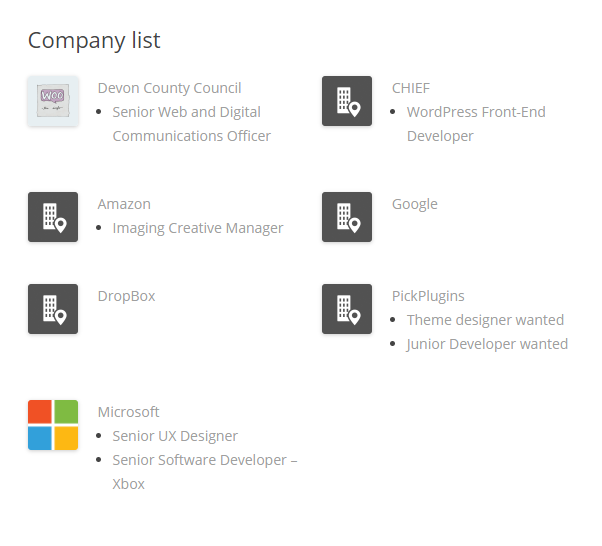 Company list
WOO
Devon County Council
Senior Web and Digital
Communications Officer
CHIEF
WordPress Front-End
Developer
Amazon
Imaging Creative Manager
Google
DropBox
PickPlugins
Theme designer wanted
Junior Developer wanted
Microsoft
Senior UX Designer
Senior Software Developer –
Xbox